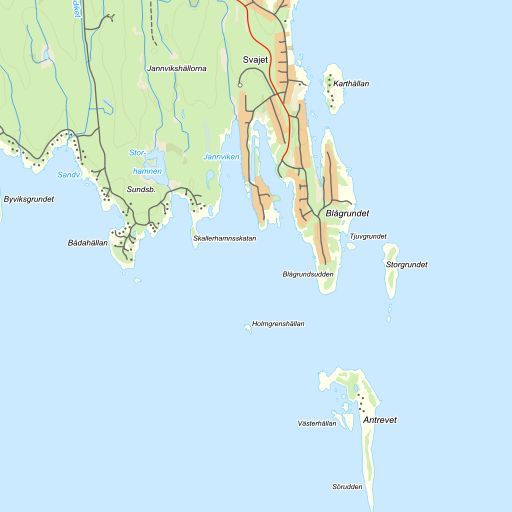 Svajet
Jannvikshällorna
Karthällan
Stor-
hamnen
Jannviken
Sandv.
Sundsb.
Byviksgrundet
Blågrundet
Skallerhamnsskatan
Tjuvgrundet
Bådahällan
Storgrundet
Blågrundsudden
Holmgrenshällan
Västerhällan
Antrevet
Sörudden